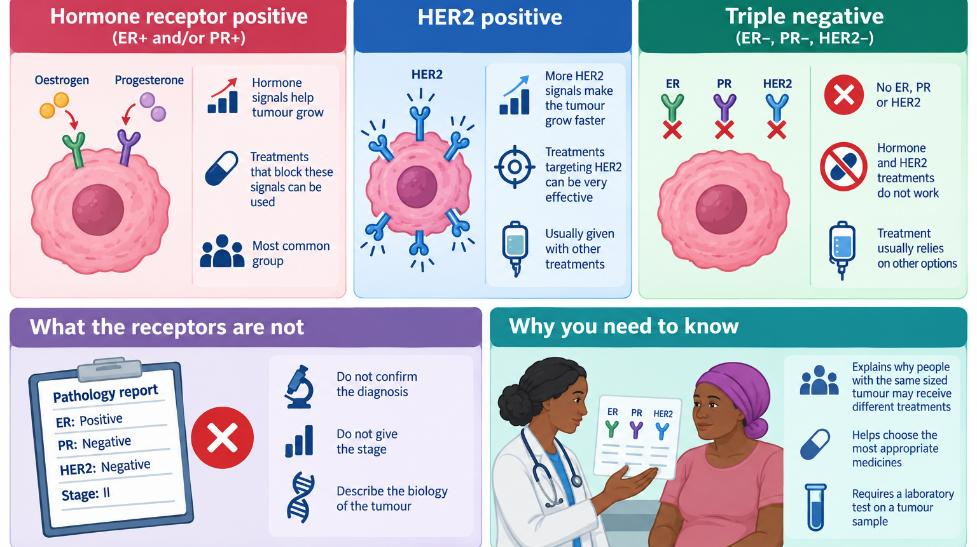 Hormone receptor positive
(ER+ and/or PR+)
Oestrogen
Progesterone
Hormone
signals help
tumour grow
Treatments
that block these
signals can be
used
Most common
group
HER2 positive
HER2
More HER2
signals make
the tumour
grow faster
Treatments
targeting HER2
can be very
effective
Usually given
with other
treatments
Triple negative
(ER–, PR–, HER2–)
ER
PR
HER2
No ER, PR
or HER2
Hormone
and HER2
treatments
do not work
Treatment
usually relies
on other options
What the receptors are not
Pathology report
ER: Positive
PR: Negative
HER2: Negative
Stage: II
Do not confirm
the diagnosis
Do not give
the stage
Describe the biology
of the tumour
Why you need to know
ER PR HER2
Explains why people
with the same sized
tumour may receive
different treatments
Helps choose the
most appropriate
medicines
Requires a laboratory
test on a tumour
sample